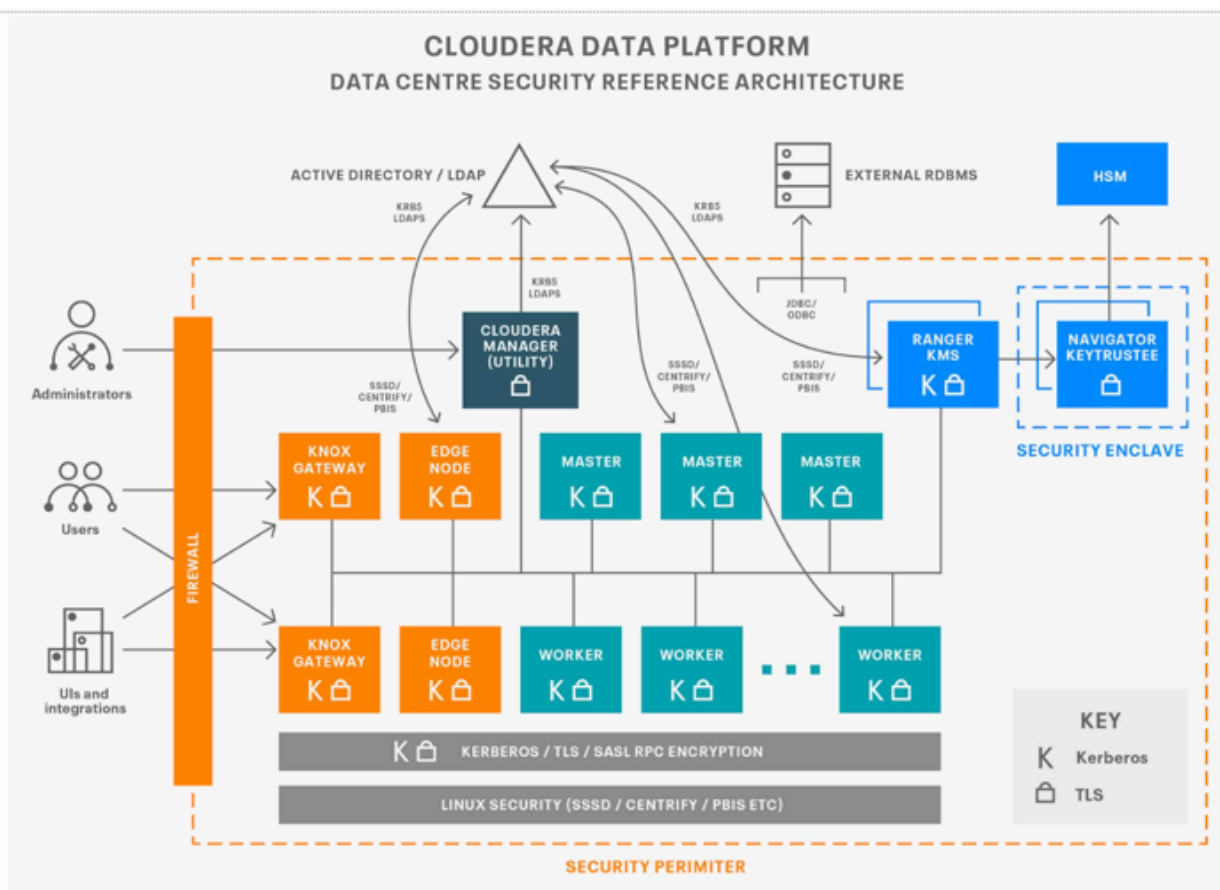 CLOUDERA DATA PLATFORM
DATA CENTRE SECURITY REFERENCE ARCHITECTURE
ACTIVE DIRECTORY / LDAP
EXTERNAL RDBMS
HSM
KRB5
LDAPS
KRB5
LDAPS
KRB5
LDAPS
JDBC/
ODBC
Administrators
CLOUDERA
MANAGER
(UTILITY)
RANGER
KMS
K
NAVIGATOR
KEYTRUSTEE
SSSD/
CENTRIFY/
PBIS
SSSD/
CENTRIFY/
PBIS
SSSD/
CENTRIFY/
PBIS
SECURITY ENCLAVE
Users
FIREWALL
KNOX
GATEWAY
K
EDGE
NODE
K
MASTER
K
MASTER
K
MASTER
K
UIs and
integrations
KNOX
GATEWAY
K
EDGE
NODE
K
WORKER
K
WORKER
K
WORKER
K
K KERBEROS / TLS / SASL RPC ENCRYPTION
LINUX SECURITY (SSSD / CENTRIFY / PBIS ETC)
KEY
K Kerberos
TLS
SECURITY PERIMITER